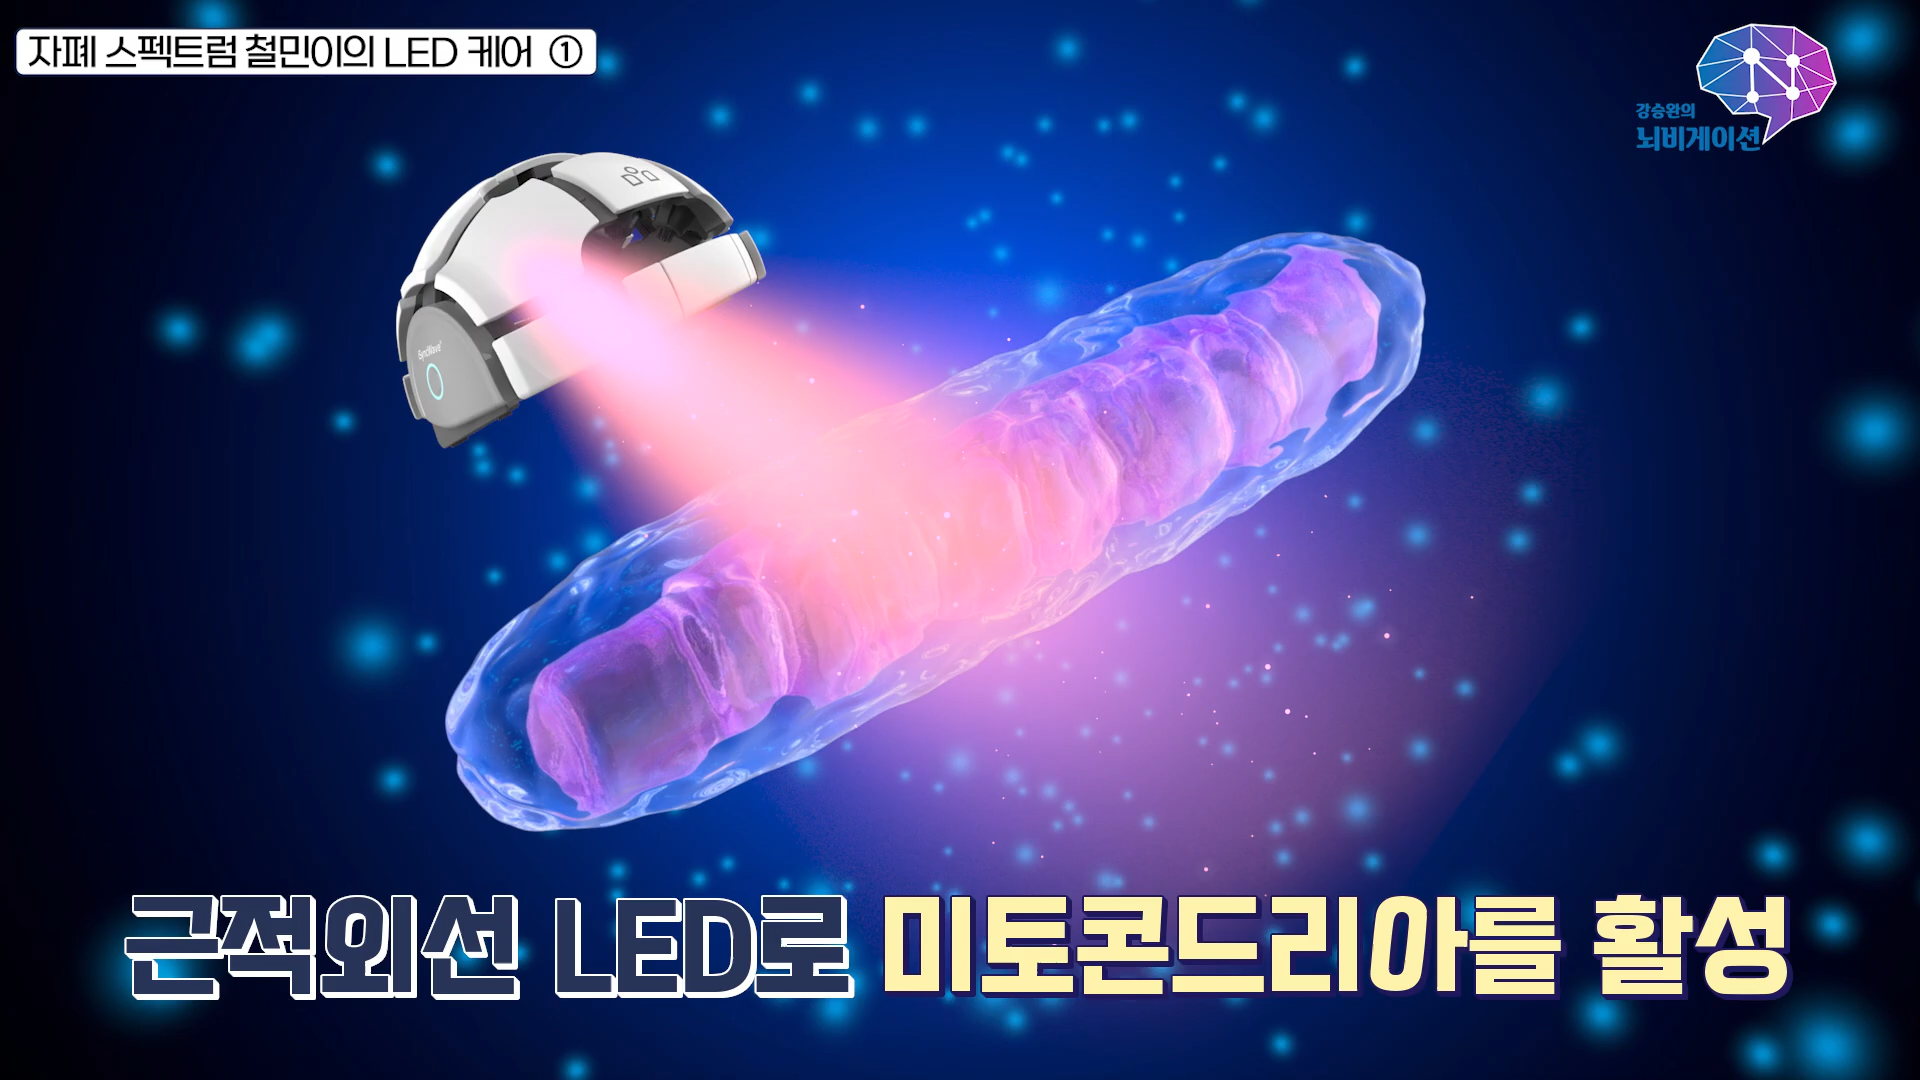 자폐 스펙트럼 철민이의 LED 케어 ①
강승완의
뇌비게이션
SyncWave
근적외선 LED로 미토콘드리아를 활성